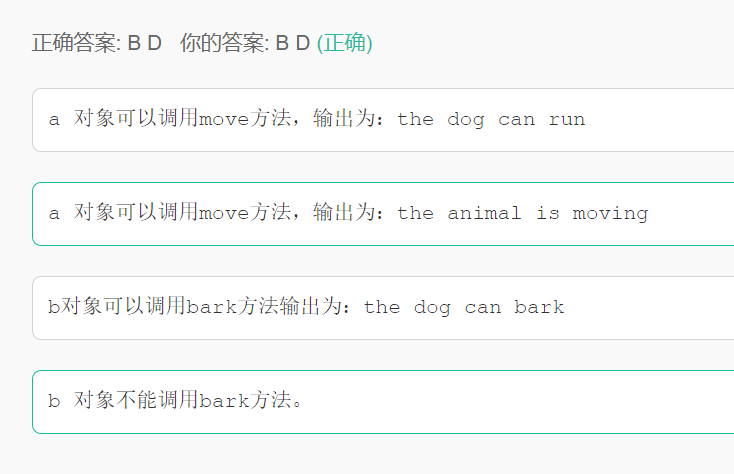 正确答案: B D 你的答案: B D (正确)
a 对象可以调用move方法，输出为：the dog can run
a 对象可以调用move方法，输出为：the animal is moving
b对象可以调用bark方法输出为：the dog can bark
b 对象不能调用bark方法。